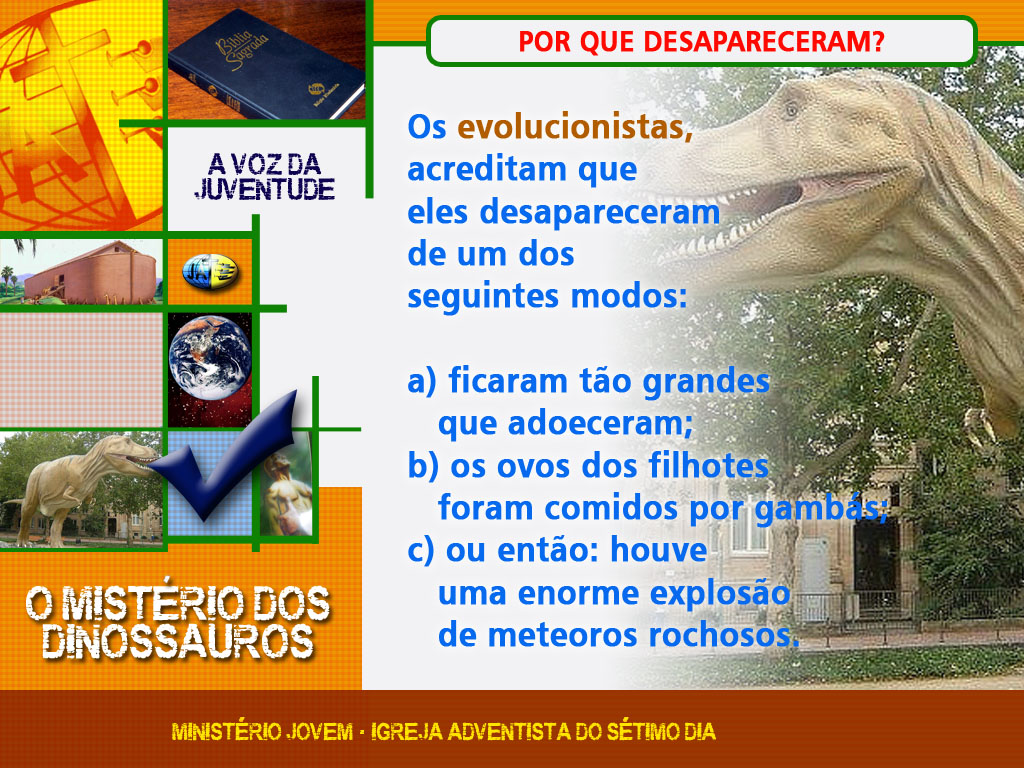 POR QUE DESAPARECERAM?
Bíblia
Sagrada
A VOZ DA
JUVENTUDE
Os evolucionistas,
acreditam que
eles desapareceram
de um dos
seguintes modos:
a) ficaram tão grandes
que adoeceram;
b) os ovos dos filhotes
foram comidos por gambás;
c) ou então: houve
uma enorme explosão
de meteoros rochosos.
O MISTÉRIO DOS
DINOSSAUROS
MINISTÉRIO JOVEM - IGREJA ADVENTISTA DO SÉTIMO DIA